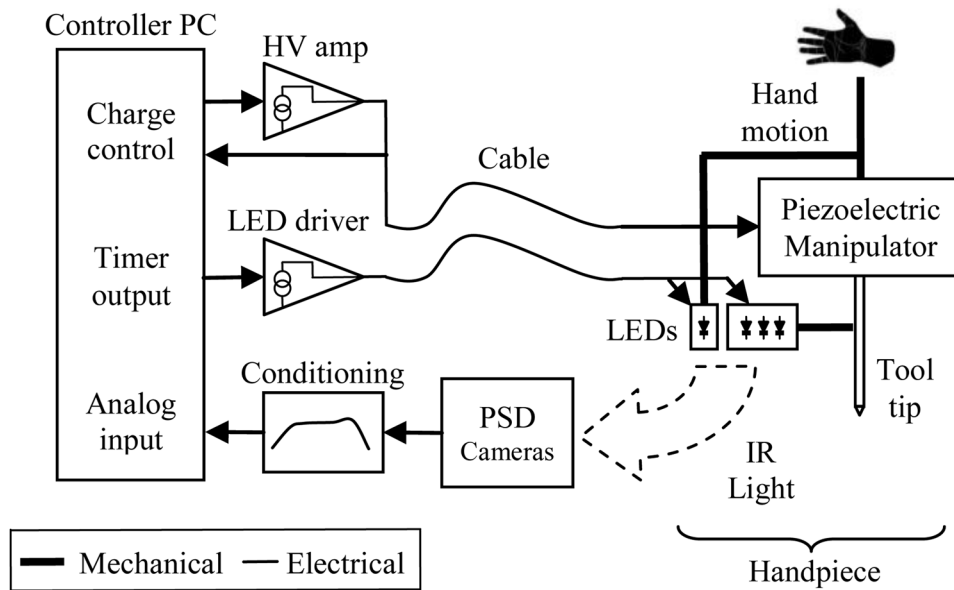 Controller PC
HV amp
Charge
control
Hand
motion
Cable
Piezoelectric
Manipulator
LED driver
Timer
output
LEDs
Conditioning
Analog
input
PSD
Cameras
Tool
tip
IR
Light
Mechanical
Electrical
Handpiece